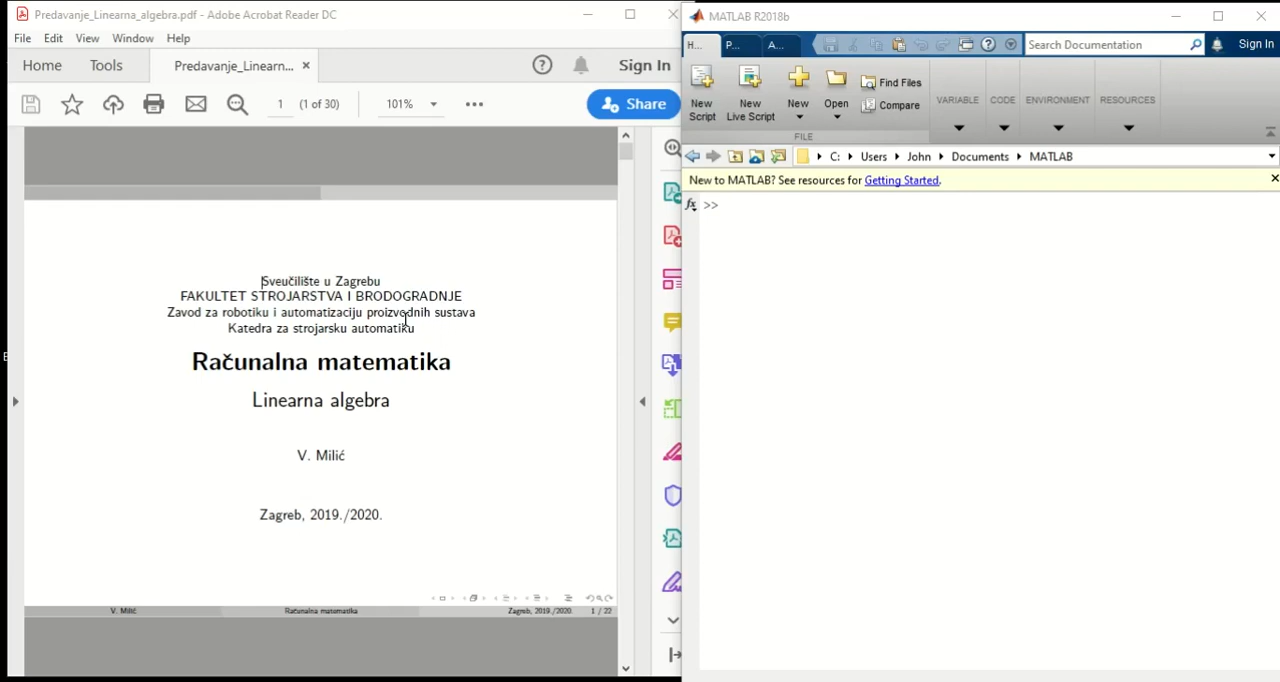 Predavanje_Linearna_algebra.pdf - Adobe Acrobat Reader DC
File Edit View Window Help
Home Tools Predavanje_Linearn... × Sign In
1 (1 of 30) 101% Share
Sveučilište u Zagrebu
FAKULTET STROJARSTVA I BRODOGRADNJE
Zavod za robotiku i automatizaciju proizvodnih sustava
Katedra za strojarsku automatiku
Računalna matematika
Linearna algebra
V. Milić
Zagreb, 2019./2020.
V. Milić Računalna matematika Zagreb, 2019./2020. 1 / 22
MATLAB R2018b
H... P... A... Search Documentation Sign In
New Script
New Live Script
New
Open
Find Files
Compare
FILE
VARIABLE CODE ENVIRONMENT RESOURCES
C: Users John Documents MATLAB
New to MATLAB? See resources for Getting Started.
fx >>